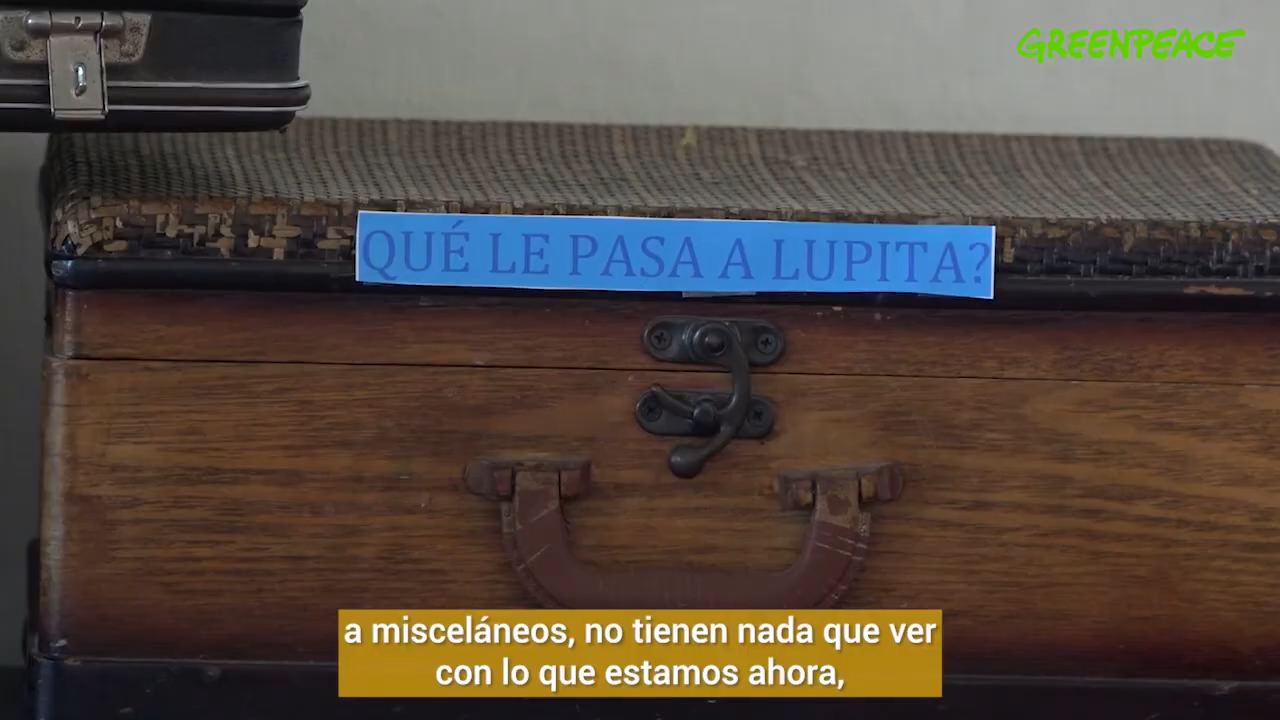 GREENPEACE
QUÉ LE PASA A LUPITA?
a misceláneos, no tienen nada que ver
con lo que estamos ahora,